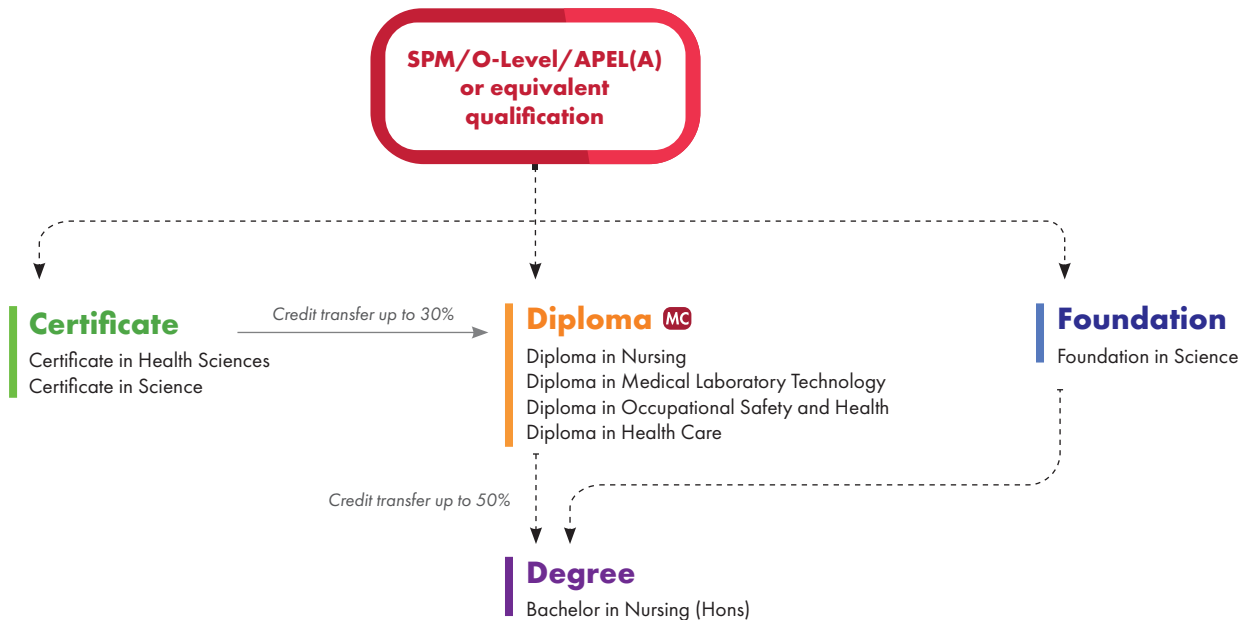 SPM/O-Level/APEL(A)
or equivalent
qualification
Certificate
Certificate in Health Sciences
Certificate in Science
Credit transfer up to 30%
Diploma MC
Diploma in Nursing
Diploma in Medical Laboratory Technology
Diploma in Occupational Safety and Health
Diploma in Health Care
Foundation
Foundation in Science
Credit transfer up to 50%
Degree
Bachelor in Nursing (Hons)